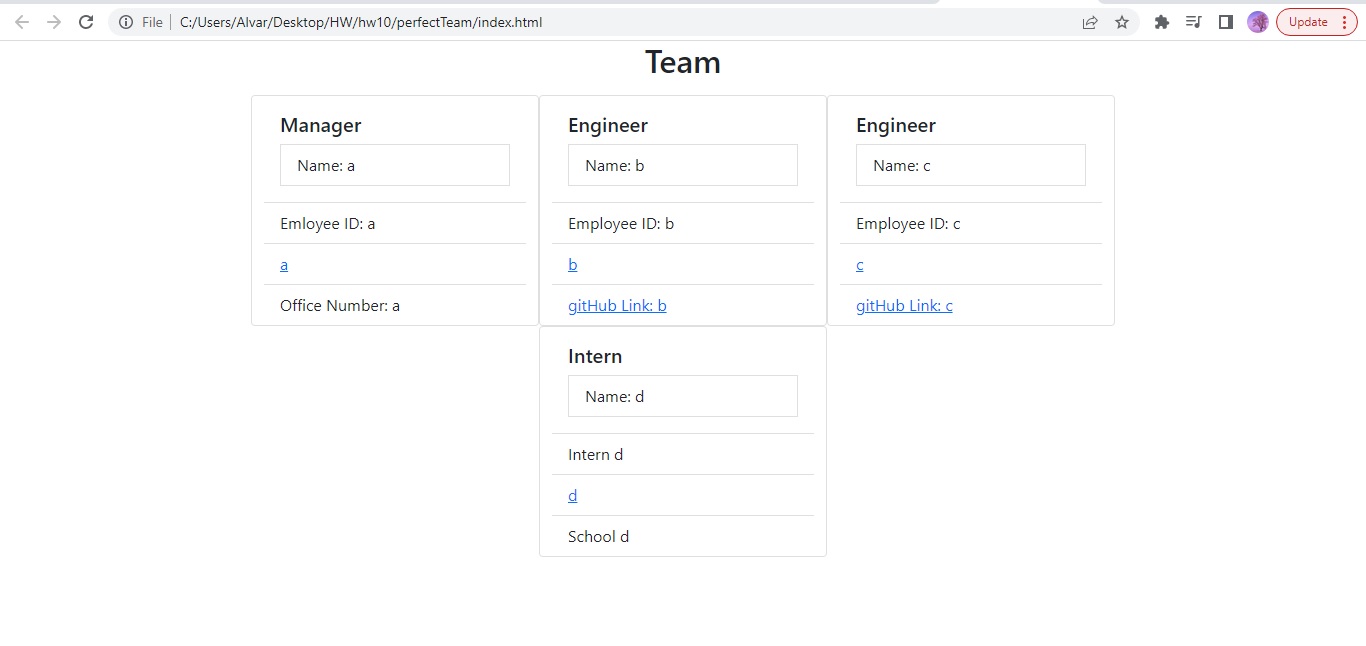 File | C:/Users/Alvar/Desktop/HW/hw10/perfectTeam/index.html
Update
Team
Manager
Name: a
Emloyee ID: a
a
Office Number: a
Engineer
Name: b
Employee ID: b
b
gitHub Link: b
Engineer
Name: c
Employee ID: c
c
gitHub Link: c
Intern
Name: d
Intern d
d
School d